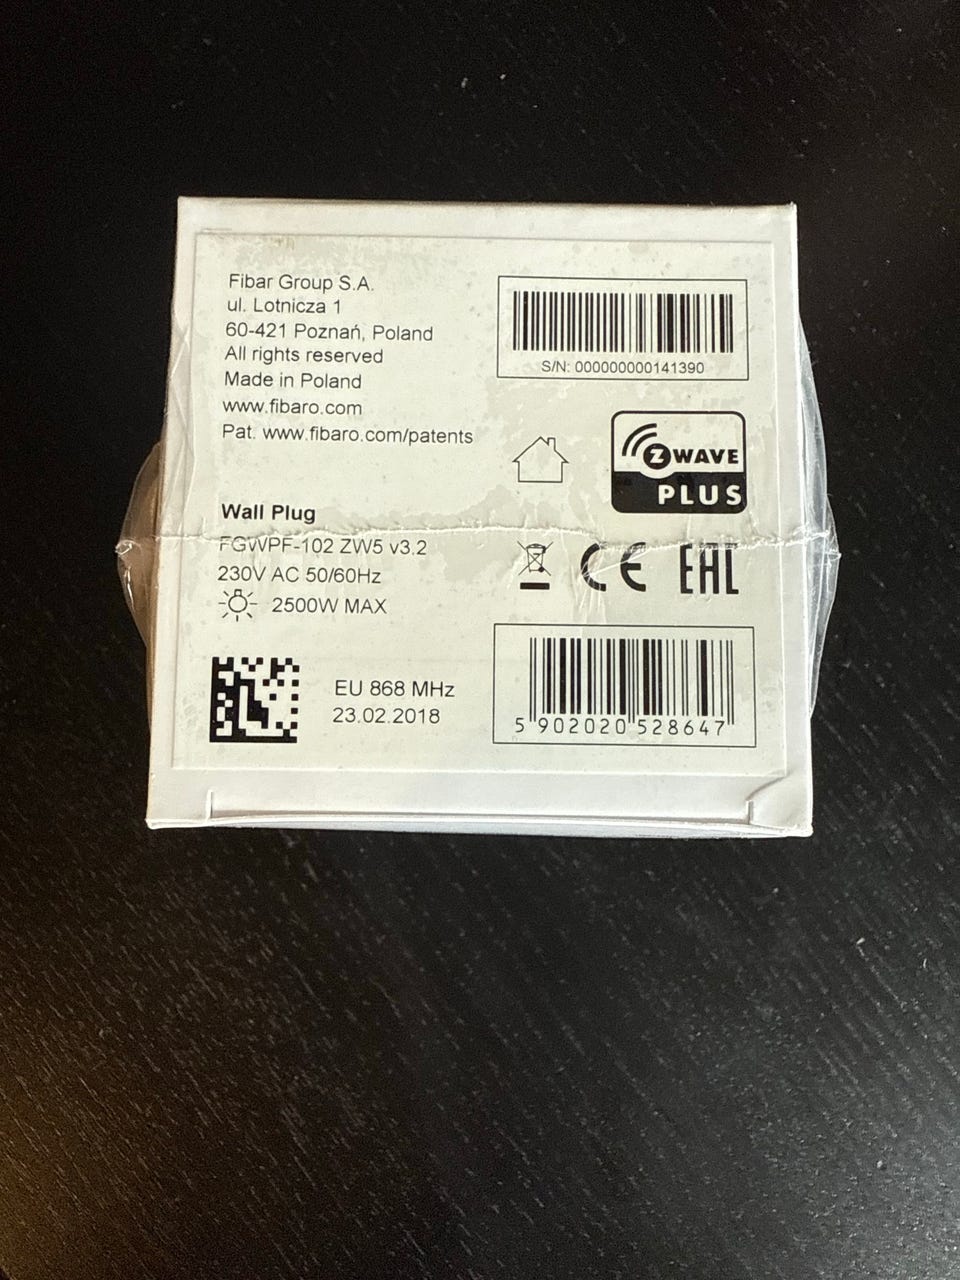 Fibar Group S.A.
ul. Lotnicza 1
60-421 Poznań, Poland
All rights reserved
Made in Poland
www.fibaro.com
Pat. www.fibaro.com/patents
S/N: 000000000141390
Z WAVE
PLUS
Wall Plug
FGWPF-102 ZW5 v3.2
230V AC 50/60Hz
2500W MAX
CE EAC
EU 868 MHz
23.02.2018
5 902020 528647